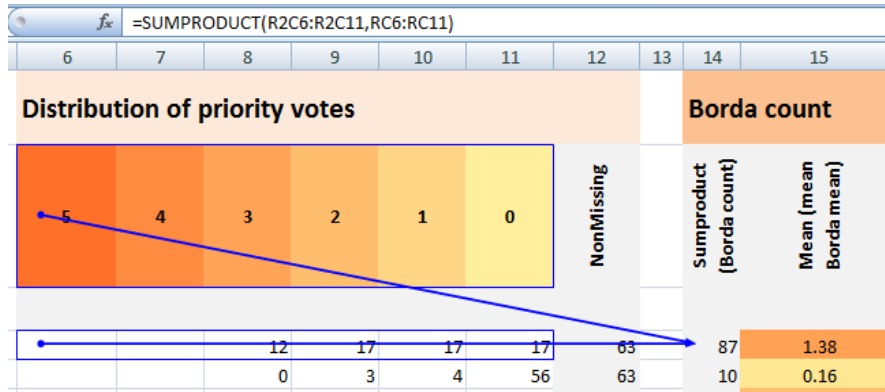 fx =SUMPRODUCT(R2C6:R2C11,RC6:RC11)
6 7 8 9 10 11 12 13 14 15
Distribution of priority votes Borda count
5 4 3 2 1 0 NonMissing Sumproduct (Borda count) Mean (mean Borda mean)
12 17 17 17 63 87 1.38
0 3 4 56 63 10 0.16